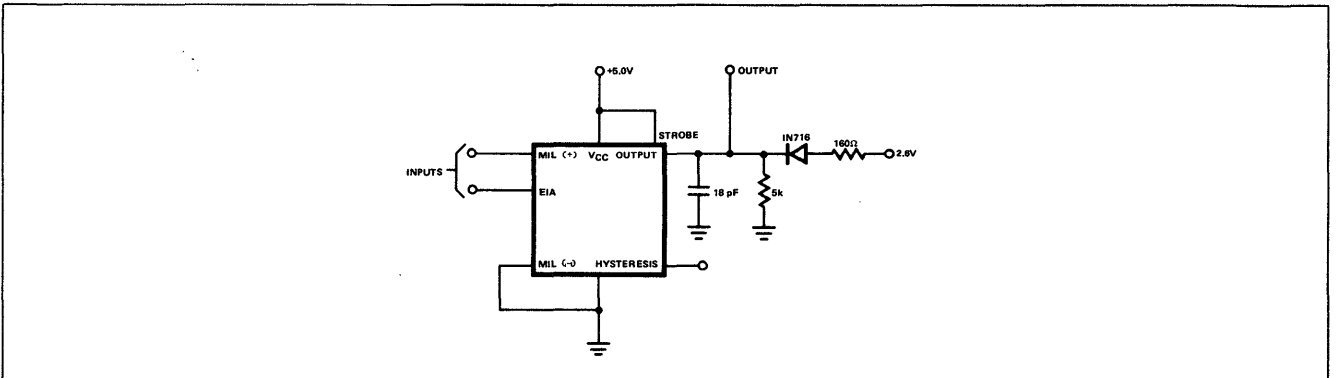 +5.0V
OUTPUT
STROBE
IN716
160Ω
2.6V
MIL (+) VCC OUTPUT
INPUTS
EIA
18 pF
5k
MIL (-) HYSTERESIS